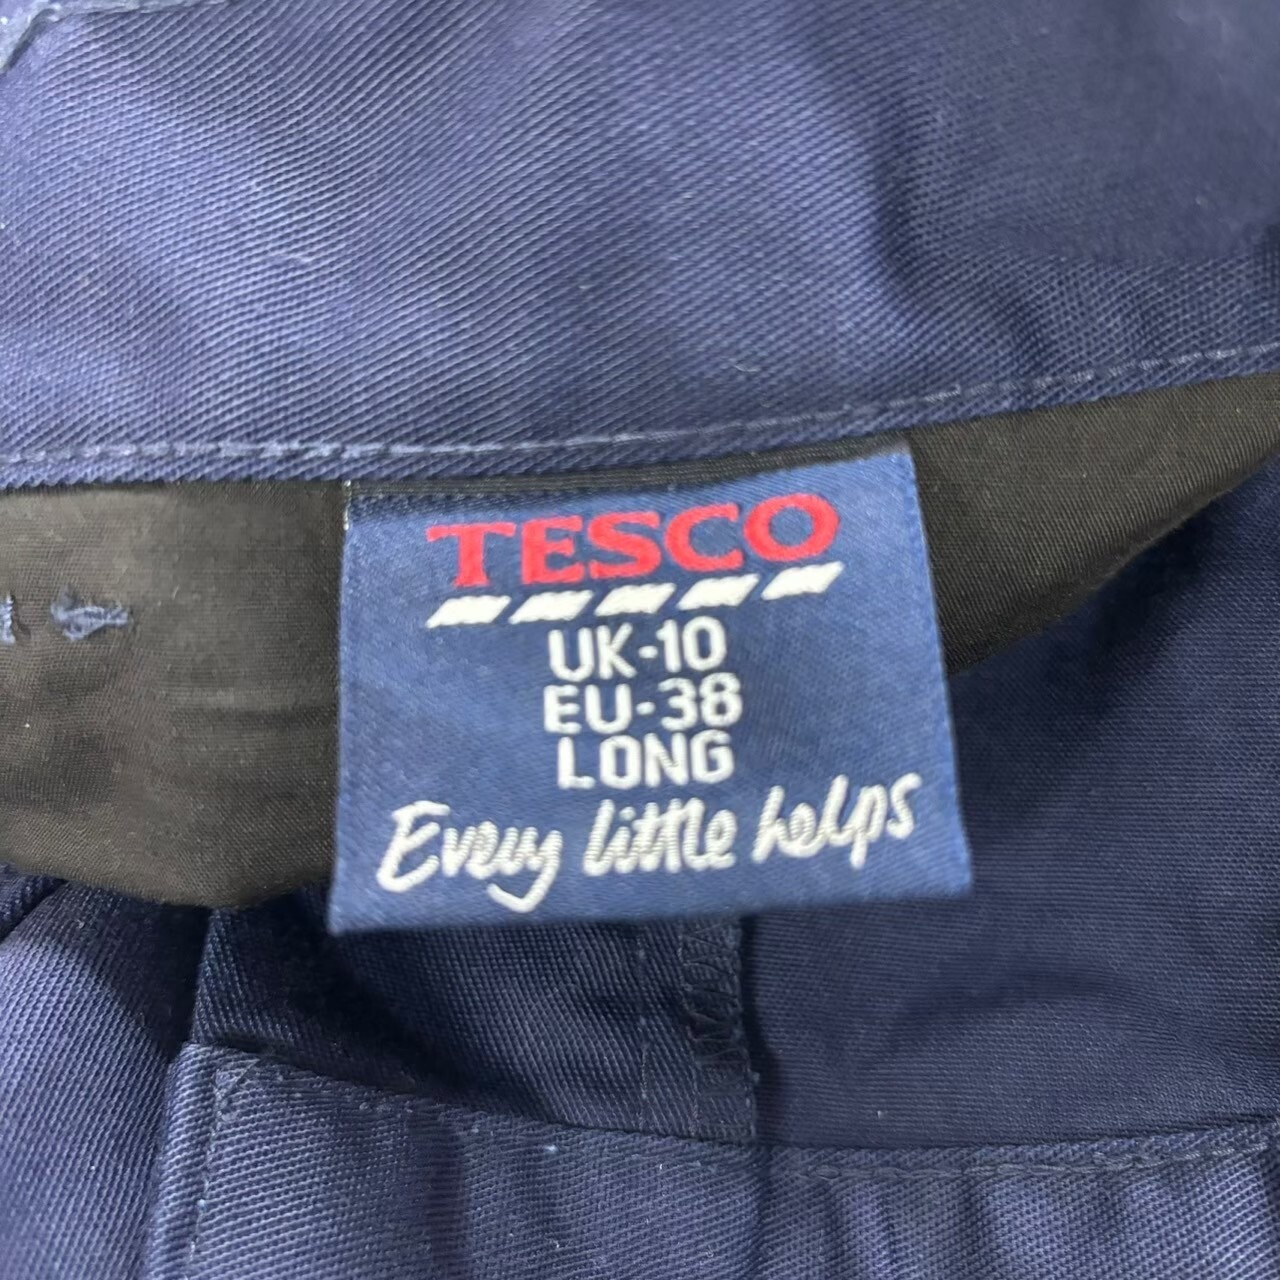 TESCO
UK-10
EU-38
LONG
Every little helps